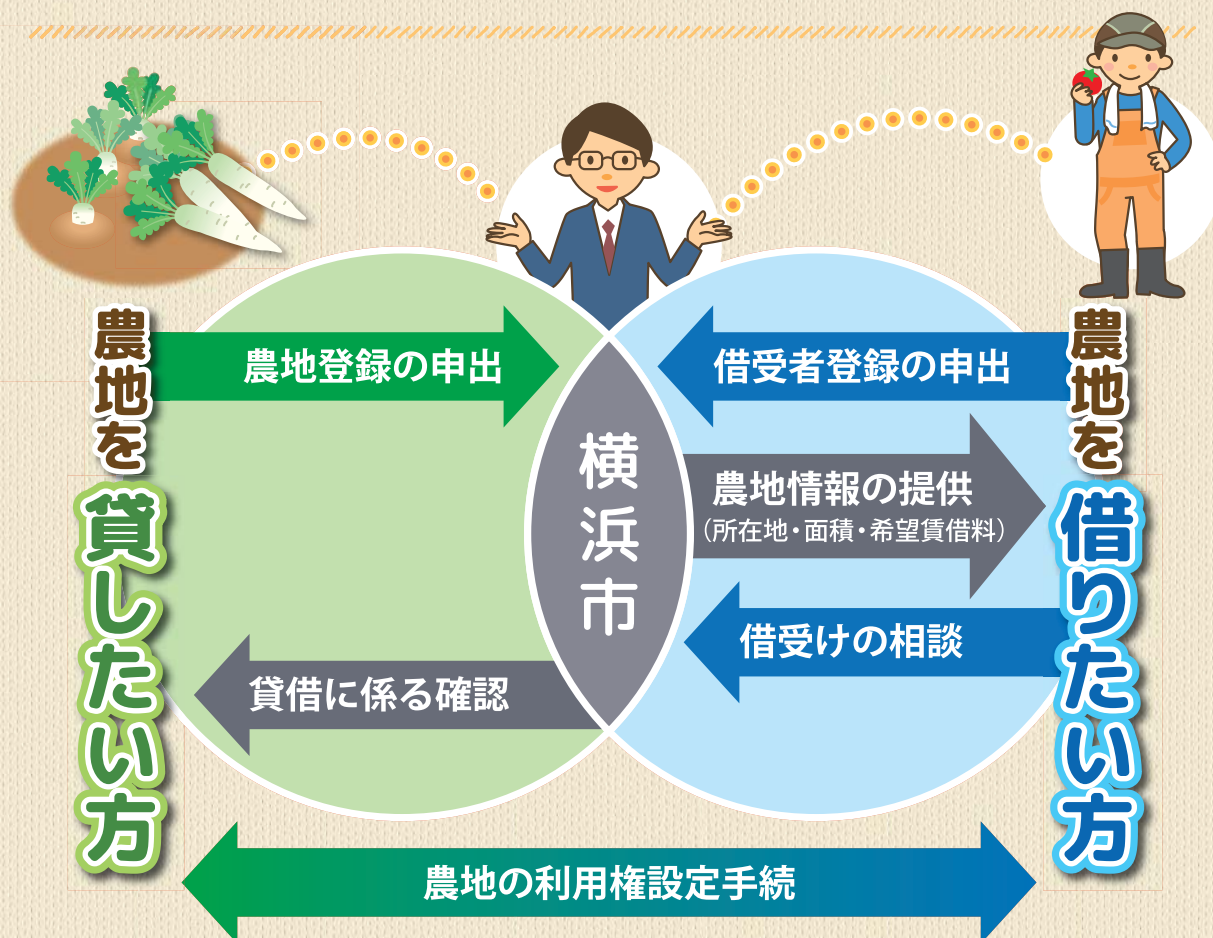 農地を貸したい方
農地登録の申出
貸借に係る確認
横浜市
借受者登録の申出
農地情報の提供
（所在地・面積・希望賃借料）
借受けの相談
農地を借りたい方
農地の利用権設定手続